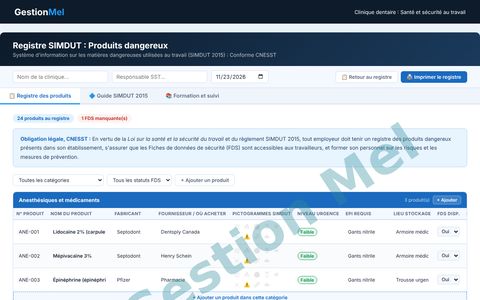 GestionMel
Clinique dentaire : Santé et sécurité au travail
Registre SIMDUT : Produits dangereux
Système d'information sur les matières dangereuses utilisées au travail (SIMDUT 2015) : Conforme CNESST
Nom de la clinique...
Responsable SST...
11/23/2026
Retour au registre
Imprimer le registre
Registre des produits
Guide SIMDUT 2015
Formation et suivi
24 produits au registre
1 FDS manquante(s)
Obligation légale, CNESST : En vertu de la Loi sur la santé et la sécurité du travail et du règlement SIMDUT 2015, tout employeur doit tenir un registre des produits dangereux
présents dans son établissement, s'assurer que les Fiches de données de sécurité (FDS) sont accessibles aux travailleurs, et former son personnel sur les risques et les
mesures de prévention.
Toutes les catégories
Tous les statuts FDS
+ Ajouter un produit
Anesthésiques et médicaments
3 produit(s)
+ Ajouter
N° PRODUIT NOM DU PRODUIT FABRICANT FOURNISSEUR / OÙ ACHETER PICTOGRAMMES SIMDUT NIVEAU URGENCE EPI REQUIS LIEU STOCKAGE FDS DISP.
ANE-001 Lidocaïne 2% (carpule Septodont Dentsply Canada Faible Gants nitrile Armoire médic Oui
ANE-002 Mépivacaïne 3% Septodont Henry Schein Faible Gants nitrile Armoire médic Oui
ANE-003 Épinéphrine (épinéphri Pfizer Pharmacie Faible Gants nitrile Trousse urgen Oui
+ Ajouter un produit dans cette catégorie
Gestion Mel